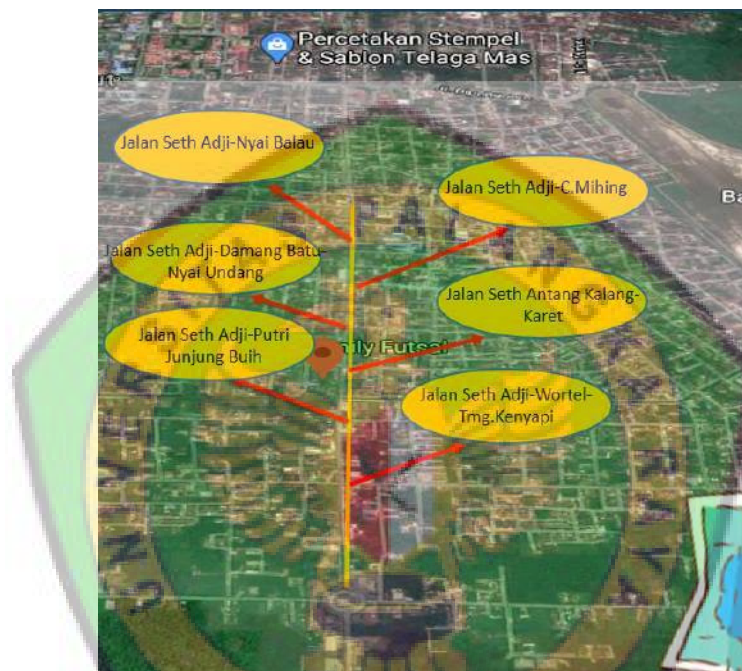 Percetakan Stempel
& Sablon Telaga Mas
Jalan Seth Adji-Nyai Balau
Jalan Seth Adji-C.Mihing
Ba
Jalan Seth Adji-Damang Batu-
Nyai Undang
Jalan Seth Antang Kalang-
Karet
Jalan Seth Adji-Putri
Junjung Buih
ily Futsal
Jalan Seth Adji-Wortel-
Tmg.Kenyapi